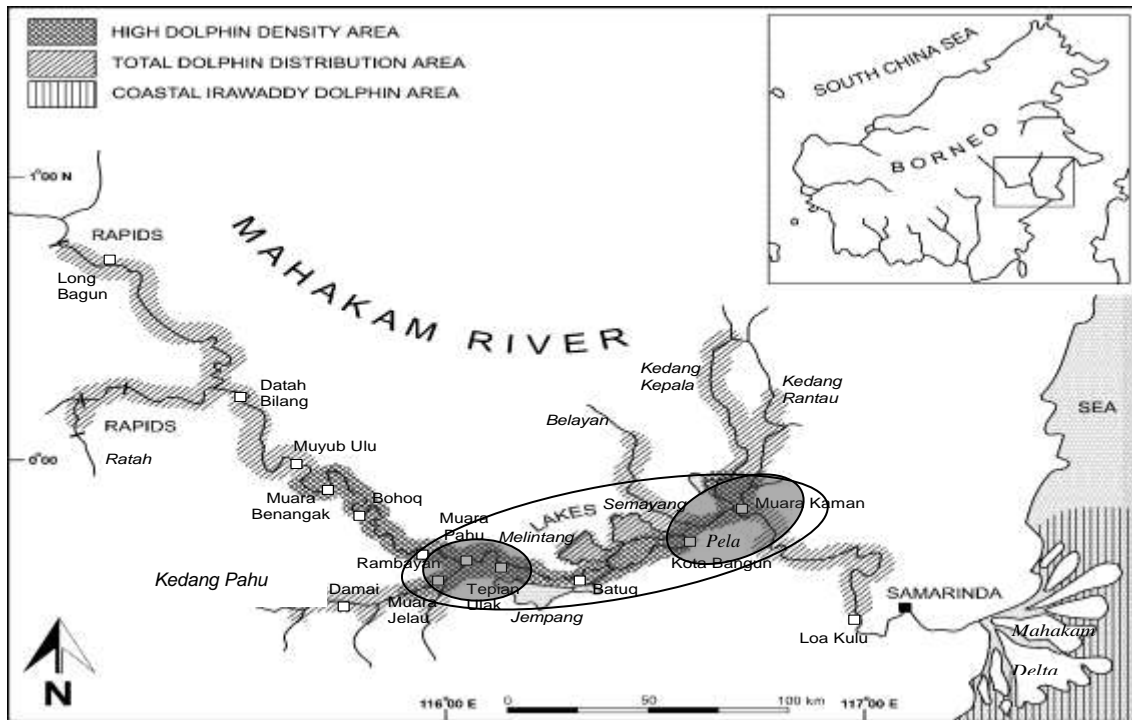 HIGH DOLPHIN DENSITY AREA
TOTAL DOLPHIN DISTRIBUTION AREA
COASTAL IRAWADDY DOLPHIN AREA
SOUTH CHINA SEA
BORNEO
1°00 N
RAPIDS
Long
Bagun
MAHAKAM RIVER
Kedang
Kepala
Kedang
Rantau
Datah
Bilang
SEA
RAPIDS
Belayan
Ratah
0°00
Muyub Ulu
Muara
Benangak
Bohoq
Semayang
Muara Kaman
LAKES
Muara
Pahu
Melintang
Pela
Rambayan
Kota Bangun
Kedang Pahu
Damai
Muara
Jelau
Tepian
Ulak
Jempang
Batuq
SAMARINDA
Loa Kulu
Mahakam
Delta
N
116°00 E
0
50
100 km
117°00 E